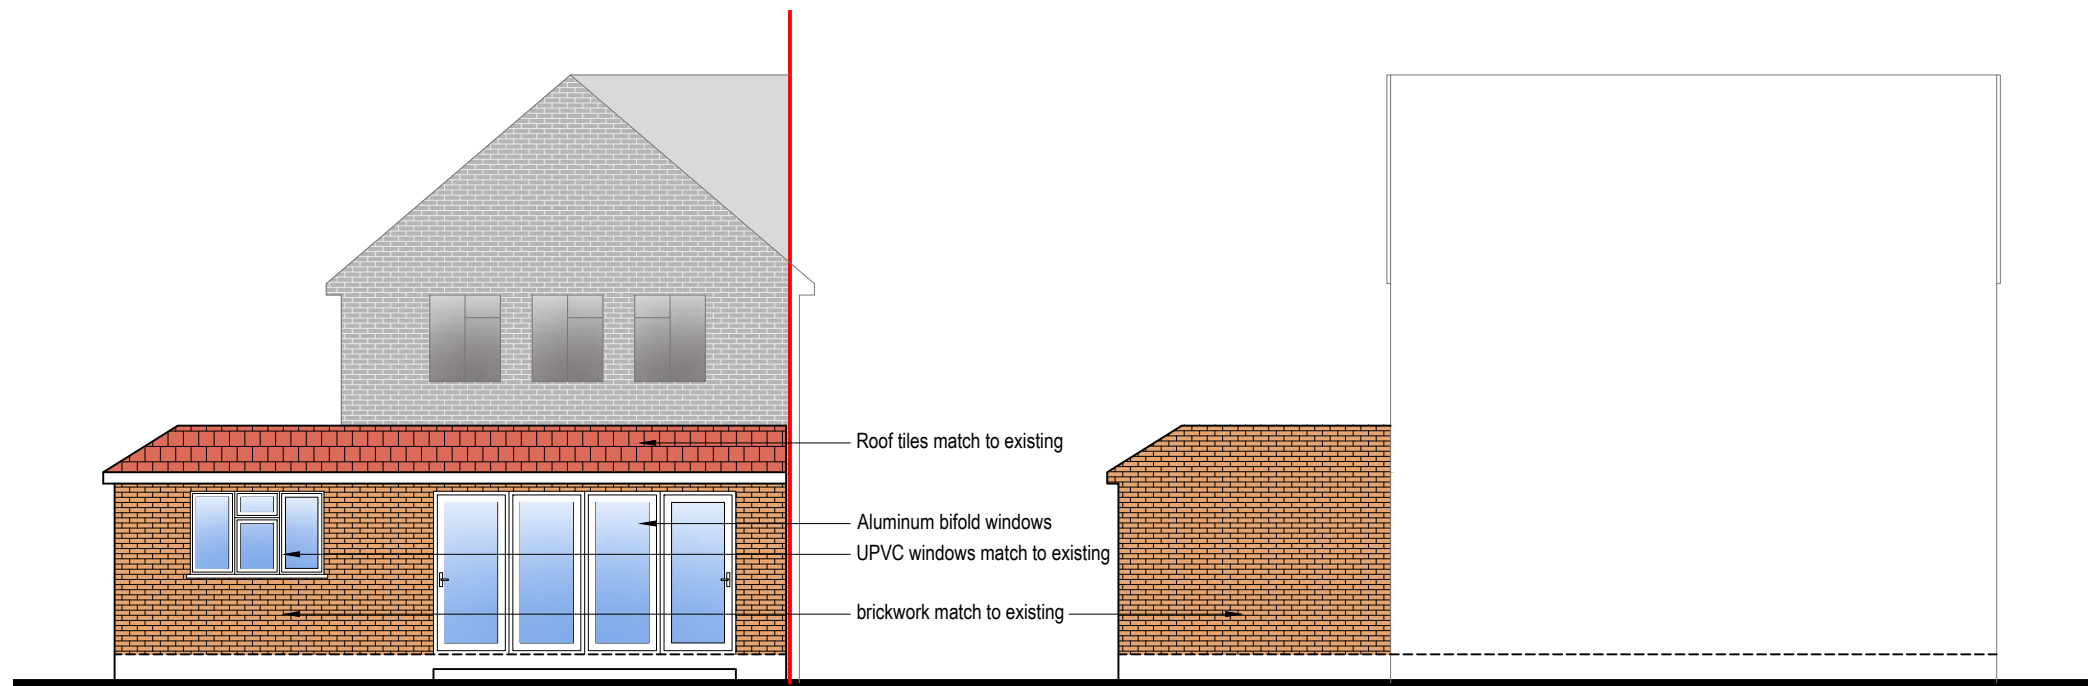 Roof tiles match to existing
Aluminum bifold windows
UPVC windows match to existing
brickwork match to existing